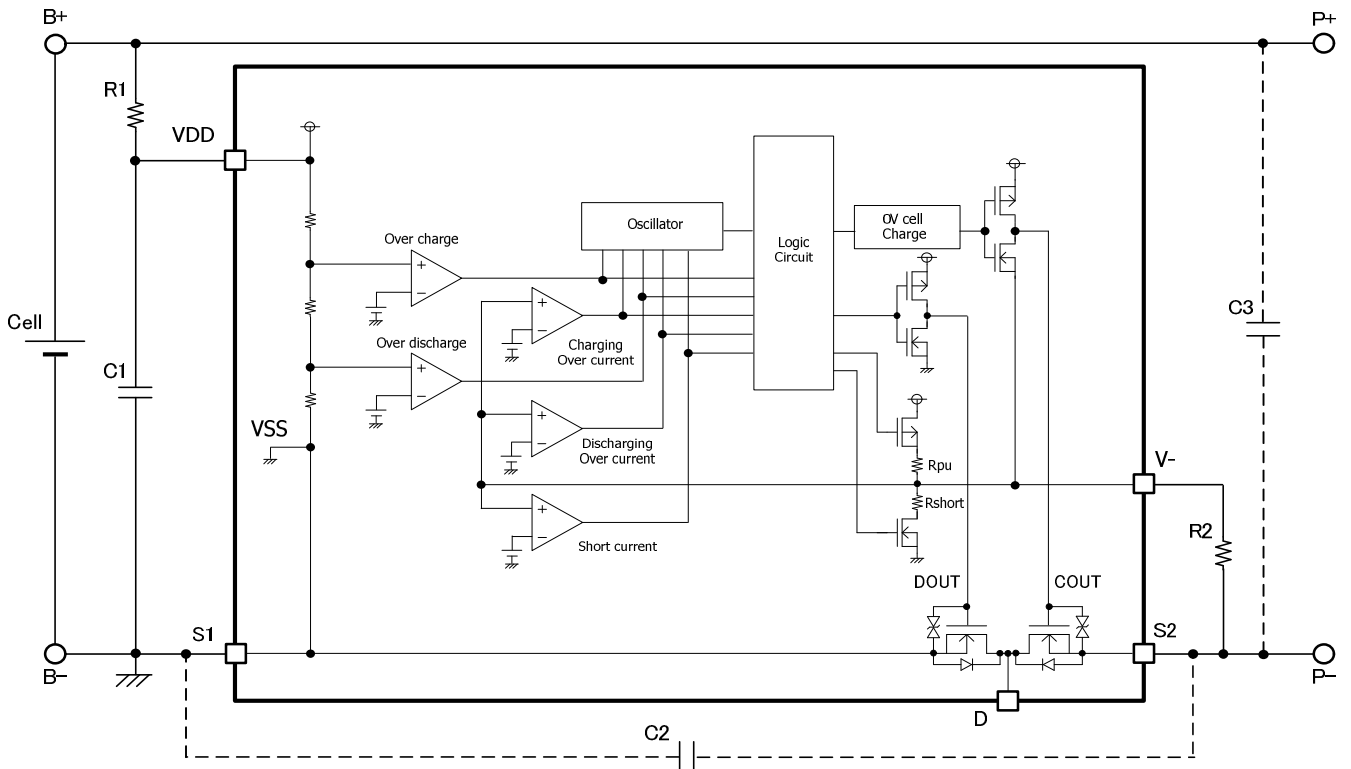 B+
P+
R1
VDD
Oscillator
Logic
Circuit
0V cell
Charge
Over charge
Cell
C3
Charging
Over current
Over discharge
C1
VSS
Discharging
Over current
Rpu
V-
Rshort
R2
Short current
DOUT
COUT
S1
S2
B-
P-
D
C2